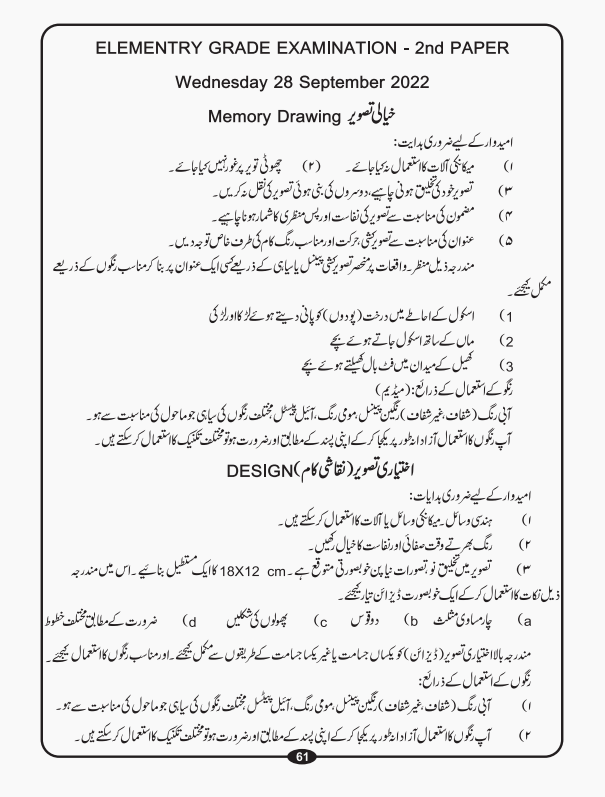 ELEMENTRY GRADE EXAMINATION - 2nd PAPER
Wednesday 28 September 2022
Memory Drawing خیالی تصویر
امیدوار کے لیے ضروری ہدایت:
۱) میکانکی آلات کا استعمال نہ کیا جائے۔ (۲) چھوٹی تویر پر غور نہیں کیا جائے۔
۳) تصویر خود کی تخلیق ہونی چاہیے، دوسروں کی بنی ہوئی تصویر کی نقل نہ کریں۔
۴) مضمون کی مناسبت سے تصویر کی نفاست اور پس منظری کا شمار ہونا چاہیے۔
۵) عنوان کی مناسبت سے تصویر کشی، حرکت اور مناسب رنگ کام کی طرف خاص توجہ دیں۔
مندرجہ ذیل منظر۔ واقعات پر منحصر تصویر کشی پینسل یا سیاہی کے ذریعے کسی ایک عنوان پر بنا کر مناسب رنگوں کے ذریعے
مکمل کیجئے۔
1) اسکول کے احاطے میں درخت (پودوں) کو پانی دیتے ہوئے لڑکا اور لڑکی
2) ماں کے ساتھ اسکول جاتے ہوئے بچے
3) کھیل کے میدان میں فٹ بال کھیلتے ہوئے بچے
رنگو کے استعمال کے ذرائع: (میڈیم)
آبی رنگ (شفاف، غیر شفاف) رنگین پینسل، مومی رنگ، آئیل پیسٹل مختلف رنگوں کی سیاہی جو ماحول کی مناسبت سے ہو۔
آپ رنگوں کا استعمال آزادانہ طور پر یکجا کر کے اپنی پسند کے مطابق اور ضرورت ہو تو مختلف تکنیک کا استعمال کر سکتے ہیں۔
اختیاری تصویر (نقاشی کام) DESIGN
امیدوار کے لیے ضروری ہدایات:
۱) ہندسی وسائل۔ میکانکی وسائل یا آلات کا استعمال کر سکتے ہیں۔
۲) رنگ بھرتے وقت صفائی اور نفاست کا خیال رکھیں۔
۳) تصویر میں تخلیق نو تصورات نیا پن خوبصورتی متوقع ہے۔ 18X12 cm کا ایک مستطیل بنائیے۔ اس میں مندرجہ
ذیل نکات کا استعمال کر کے ایک خوبصورت ڈیزائن تیار کیجئے۔
a) چار مساوی مثلث b) دو قوس c) پھولوں کی شکلیں d) ضرورت کے مطابق مختلف خطوط
مندرجہ بالا اختیاری تصویر (ڈیزائن) کو یکساں جسامت یا غیر یکسا جسامت کے طریقوں سے مکمل کیجئے۔ اور مناسب رنگوں کا استعمال کیجئے۔
رنگوں کے استعمال کے ذرائع:
۱) آبی رنگ (شفاف، غیر شفاف) رنگین پینسل، مومی رنگ، آئیل پیٹسل مختلف رنگوں کی سیاہی جو ماحول کی مناسبت سے ہو۔
۲) آپ رنگوں کا استعمال آزادانہ طور پر یکجا کر کے اپنی پسند کے مطابق اور ضرورت ہو تو مختلف تکنیک کا استعمال کر سکتے ہیں۔
61